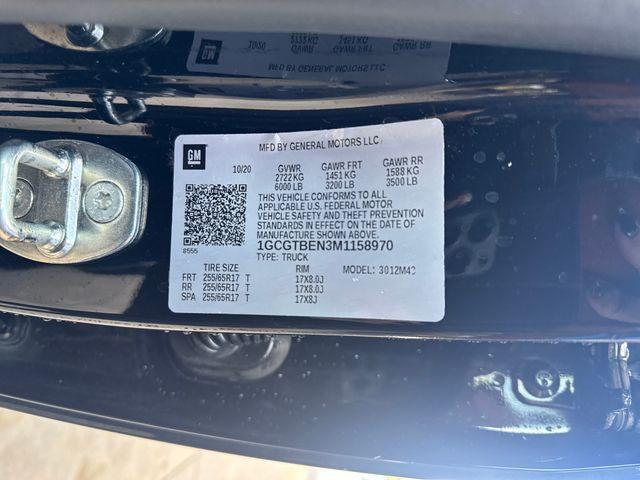 MFD BY GENERAL MOTORS LLC
GM
10/20 GVWR GAWR FRT GAWR RR
2722 KG 1451 KG 1588 KG
6000 LB 3200 LB 3500 LB
THIS VEHICLE CONFORMS TO ALL
APPLICABLE U.S. FEDERAL MOTOR
VEHICLE SAFETY AND THEFT PREVENTION
STANDARDS IN EFFECT ON THE DATE OF
MANUFACTURE SHOWN ABOVE.
1GCGTBEN3M1158970
8555
TYPE: TRUCK
TIRE SIZE RIM MODEL: 3012M43
FRT 255/65R17 T 17X8.0J
RR 255/65R17 T 17X8.0J
SPA 255/65R17 T 17X8J